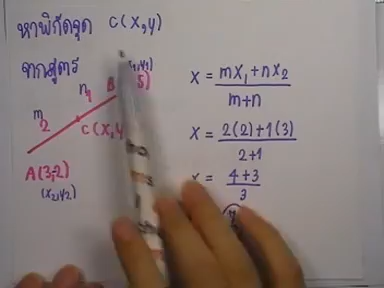 หาพิกัดจุด C(x,y)
จากสูตร
n
1
m
2
C(x,y
A(3,-2)
(x₂,y₂)
5)
x = mx₁+nx₂
m+n
x = 2(2)+1(3)
2+1
x = 4+3
3